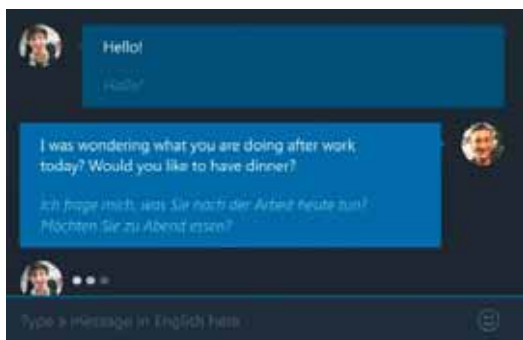 Hello!
Hallo!
I was wondering what you are doing after work
today? Would you like to have dinner?
Ich frage mich, was Sie nach der Arbeit heute tun?
Möchten Sie zu Abend essen?
Type a message in English here